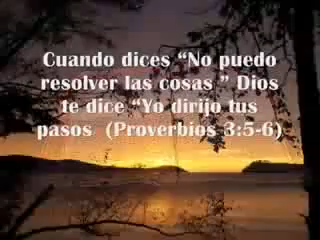 Cuando dices “No puedo
resolver las cosas ” Dios
te dice “Yo dirijo tus
pasos (Proverbios 3:5-6)